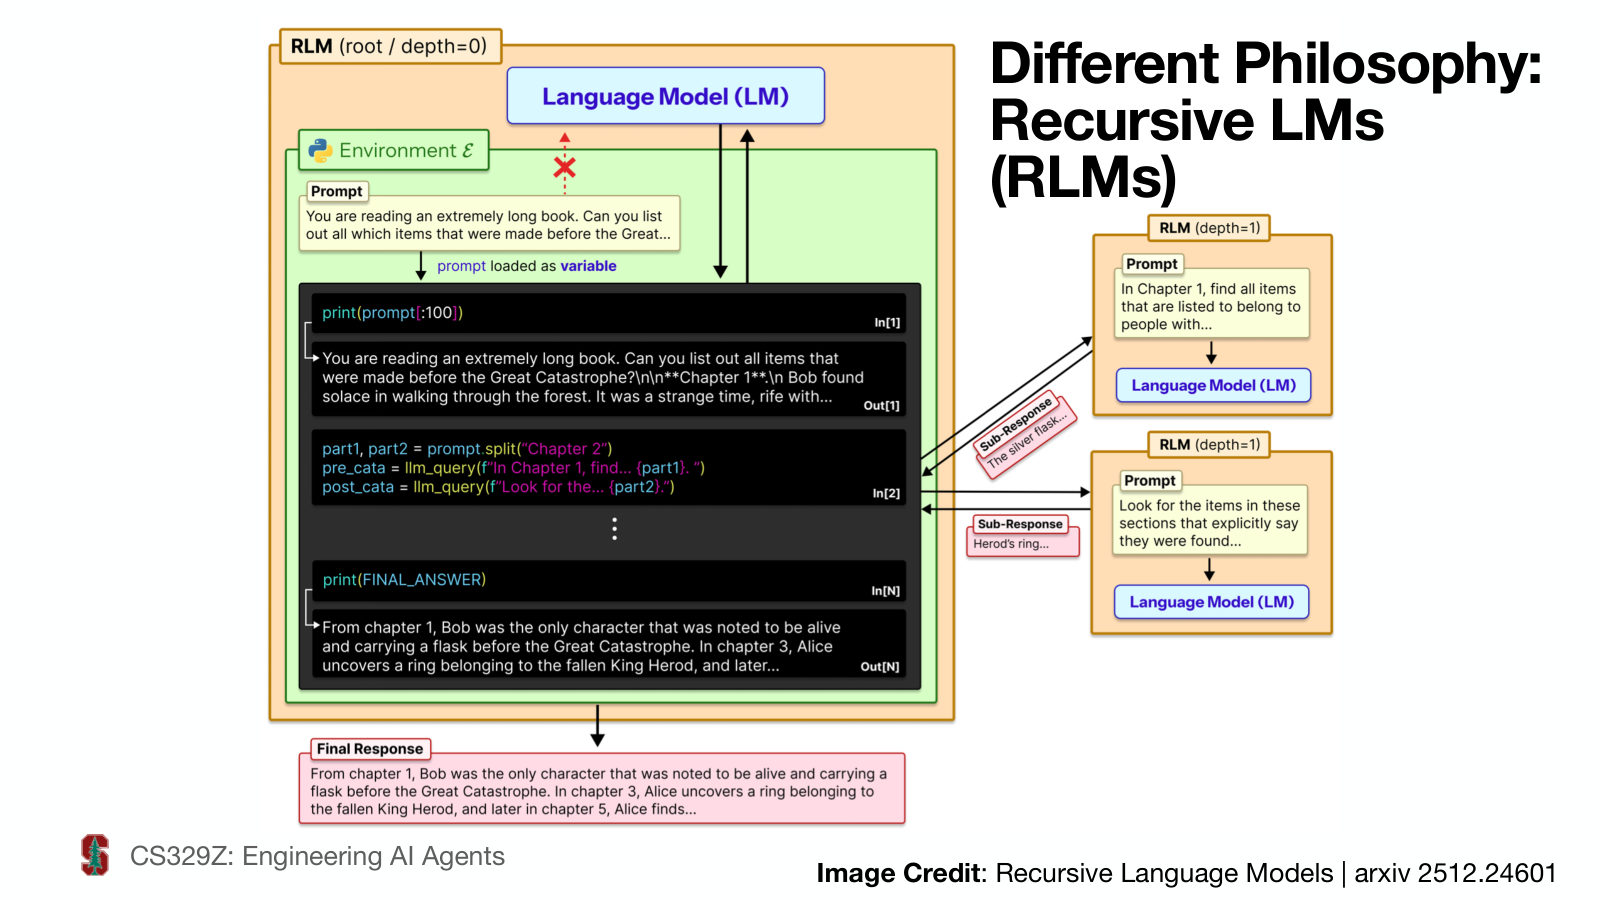 Different Philosophy:
Recursive LMs
(RLMs)
RLM (root / depth=0)
Language Model (LM)
Environment ℰ
Prompt
You are reading an extremely long book. Can you list
out all which items that were made before the Great...
prompt loaded as variable
print(prompt[:100])
In[1]
You are reading an extremely long book. Can you list out all items that
were made before the Great Catastrophe?\n\n**Chapter 1**.\n Bob found
solace in walking through the forest. It was a strange time, rife with...
Out[1]
part1, part2 = prompt.split(“Chapter 2”)
pre_cata = llm_query(f”In Chapter 1, find... {part1}. ”)
post_cata = llm_query(f”Look for the... {part2}.”)
In[2]
print(FINAL_ANSWER)
In[N]
From chapter 1, Bob was the only character that was noted to be alive
and carrying a flask before the Great Catastrophe. In chapter 3, Alice
uncovers a ring belonging to the fallen King Herod, and later...
Out[N]
Final Response
From chapter 1, Bob was the only character that was noted to be alive and carrying a
flask before the Great Catastrophe. In chapter 3, Alice uncovers a ring belonging to
the fallen King Herod, and later in chapter 5, Alice finds...
RLM (depth=1)
Prompt
In Chapter 1, find all items
that are listed to belong to
people with...
Language Model (LM)
Sub-Response
The silver flask...
RLM (depth=1)
Prompt
Look for the items in these
sections that explicitly say
they were found...
Language Model (LM)
Sub-Response
Herod’s ring...
CS329Z: Engineering AI Agents
Image Credit: Recursive Language Models | arxiv 2512.24601